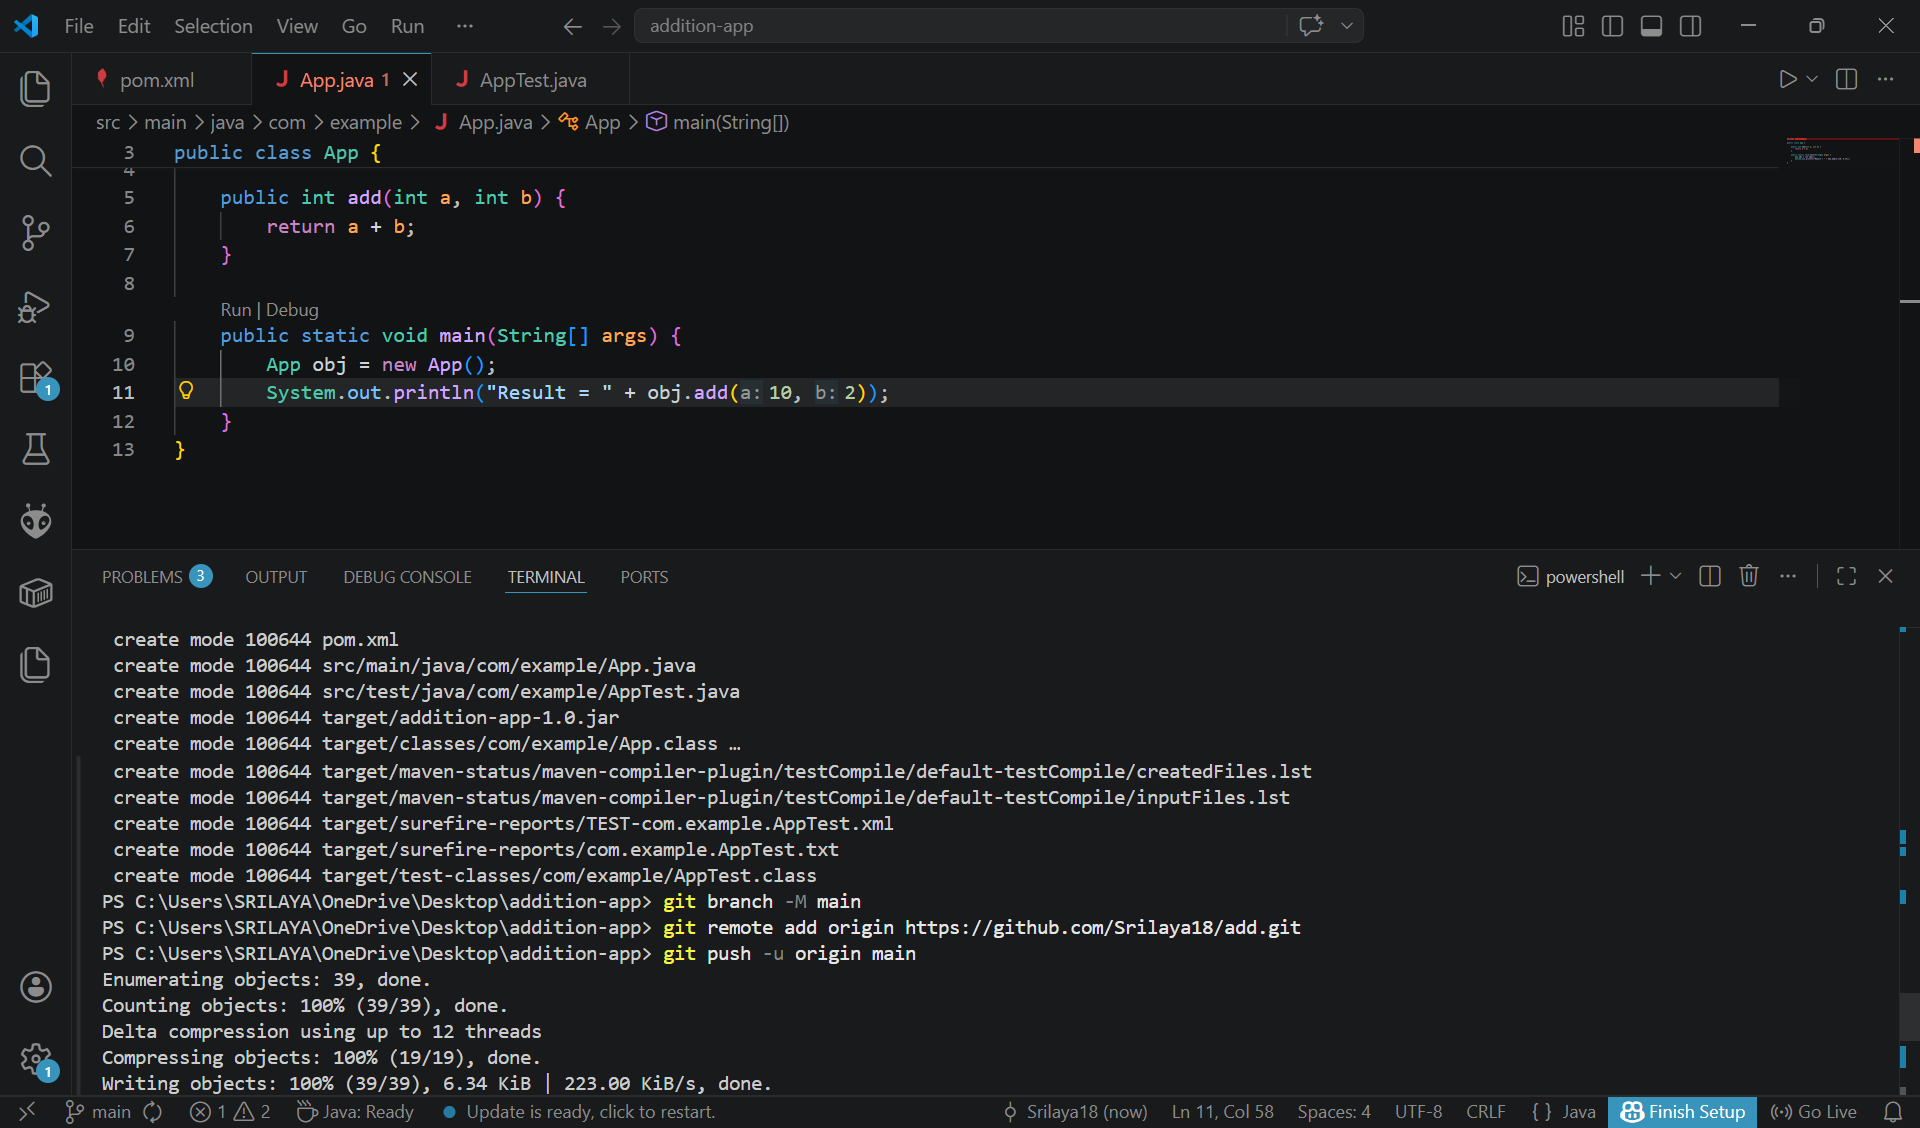 File Edit Selection View Go Run ···
addition-app
pom.xml
App.java 1
AppTest.java
src > main > java > com > example > App.java > App > main(String[])
3 public class App {
4
5 public int add(int a, int b) {
6 return a + b;
7 }
8
Run | Debug
9 public static void main(String[] args) {
10 App obj = new App();
11 System.out.println("Result = " + obj.add(a: 10, b: 2));
12 }
13 }
PROBLEMS 3 OUTPUT DEBUG CONSOLE TERMINAL PORTS
powershell
create mode 100644 pom.xml
create mode 100644 src/main/java/com/example/App.java
create mode 100644 src/test/java/com/example/AppTest.java
create mode 100644 target/addition-app-1.0.jar
create mode 100644 target/classes/com/example/App.class …
create mode 100644 target/maven-status/maven-compiler-plugin/testCompile/default-testCompile/createdFiles.lst
create mode 100644 target/maven-status/maven-compiler-plugin/testCompile/default-testCompile/inputFiles.lst
create mode 100644 target/surefire-reports/TEST-com.example.AppTest.xml
create mode 100644 target/surefire-reports/com.example.AppTest.txt
create mode 100644 target/test-classes/com/example/AppTest.class
PS C:\Users\SRILAYA\OneDrive\Desktop\addition-app> git branch -M main
PS C:\Users\SRILAYA\OneDrive\Desktop\addition-app> git remote add origin https://github.com/Srilaya18/add.git
PS C:\Users\SRILAYA\OneDrive\Desktop\addition-app> git push -u origin main
Enumerating objects: 39, done.
Counting objects: 100% (39/39), done.
Delta compression using up to 12 threads
Compressing objects: 100% (19/19), done.
Writing objects: 100% (39/39), 6.34 KiB | 223.00 KiB/s, done.
1
1
main 1 2 Java: Ready Update is ready, click to restart. Srilaya18 (now) Ln 11, Col 58 Spaces: 4 UTF-8 CRLF { } Java Finish Setup Go Live